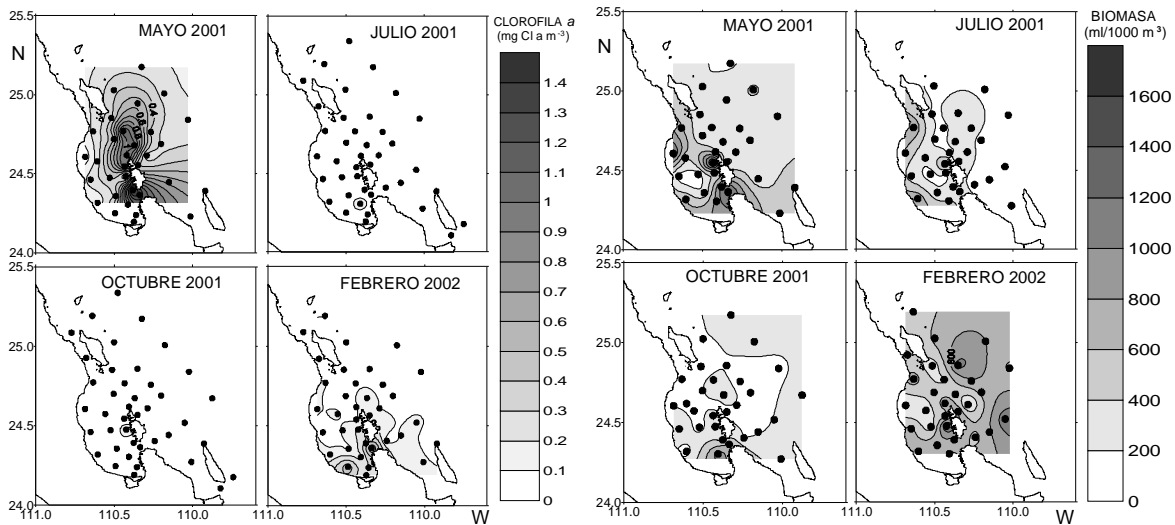 CLOROFILA a
(mg Cl a m⁻³)
1.4
1.3
1.2
1.1
1
0.9
0.8
0.7
0.6
0.5
0.4
0.3
0.2
0.1
0
25.5
N
25.0
24.5
24.0
MAYO 2001
0.4
JULIO 2001
25.5
25.0
24.5
24.0
OCTUBRE 2001
FEBRERO 2002
111.0 110.5 110.0 111.0 110.5 110.0
W
BIOMASA
(ml/1000 m³)
1600
1400
1200
1000
800
600
400
200
0
25.5
N
25.0
24.5
24.0
MAYO 2001
JULIO 2001
25.5
25.0
24.5
24.0
OCTUBRE 2001
FEBRERO 2002
800
111.0 110.5 110.0 111.0 110.5 110.0
W